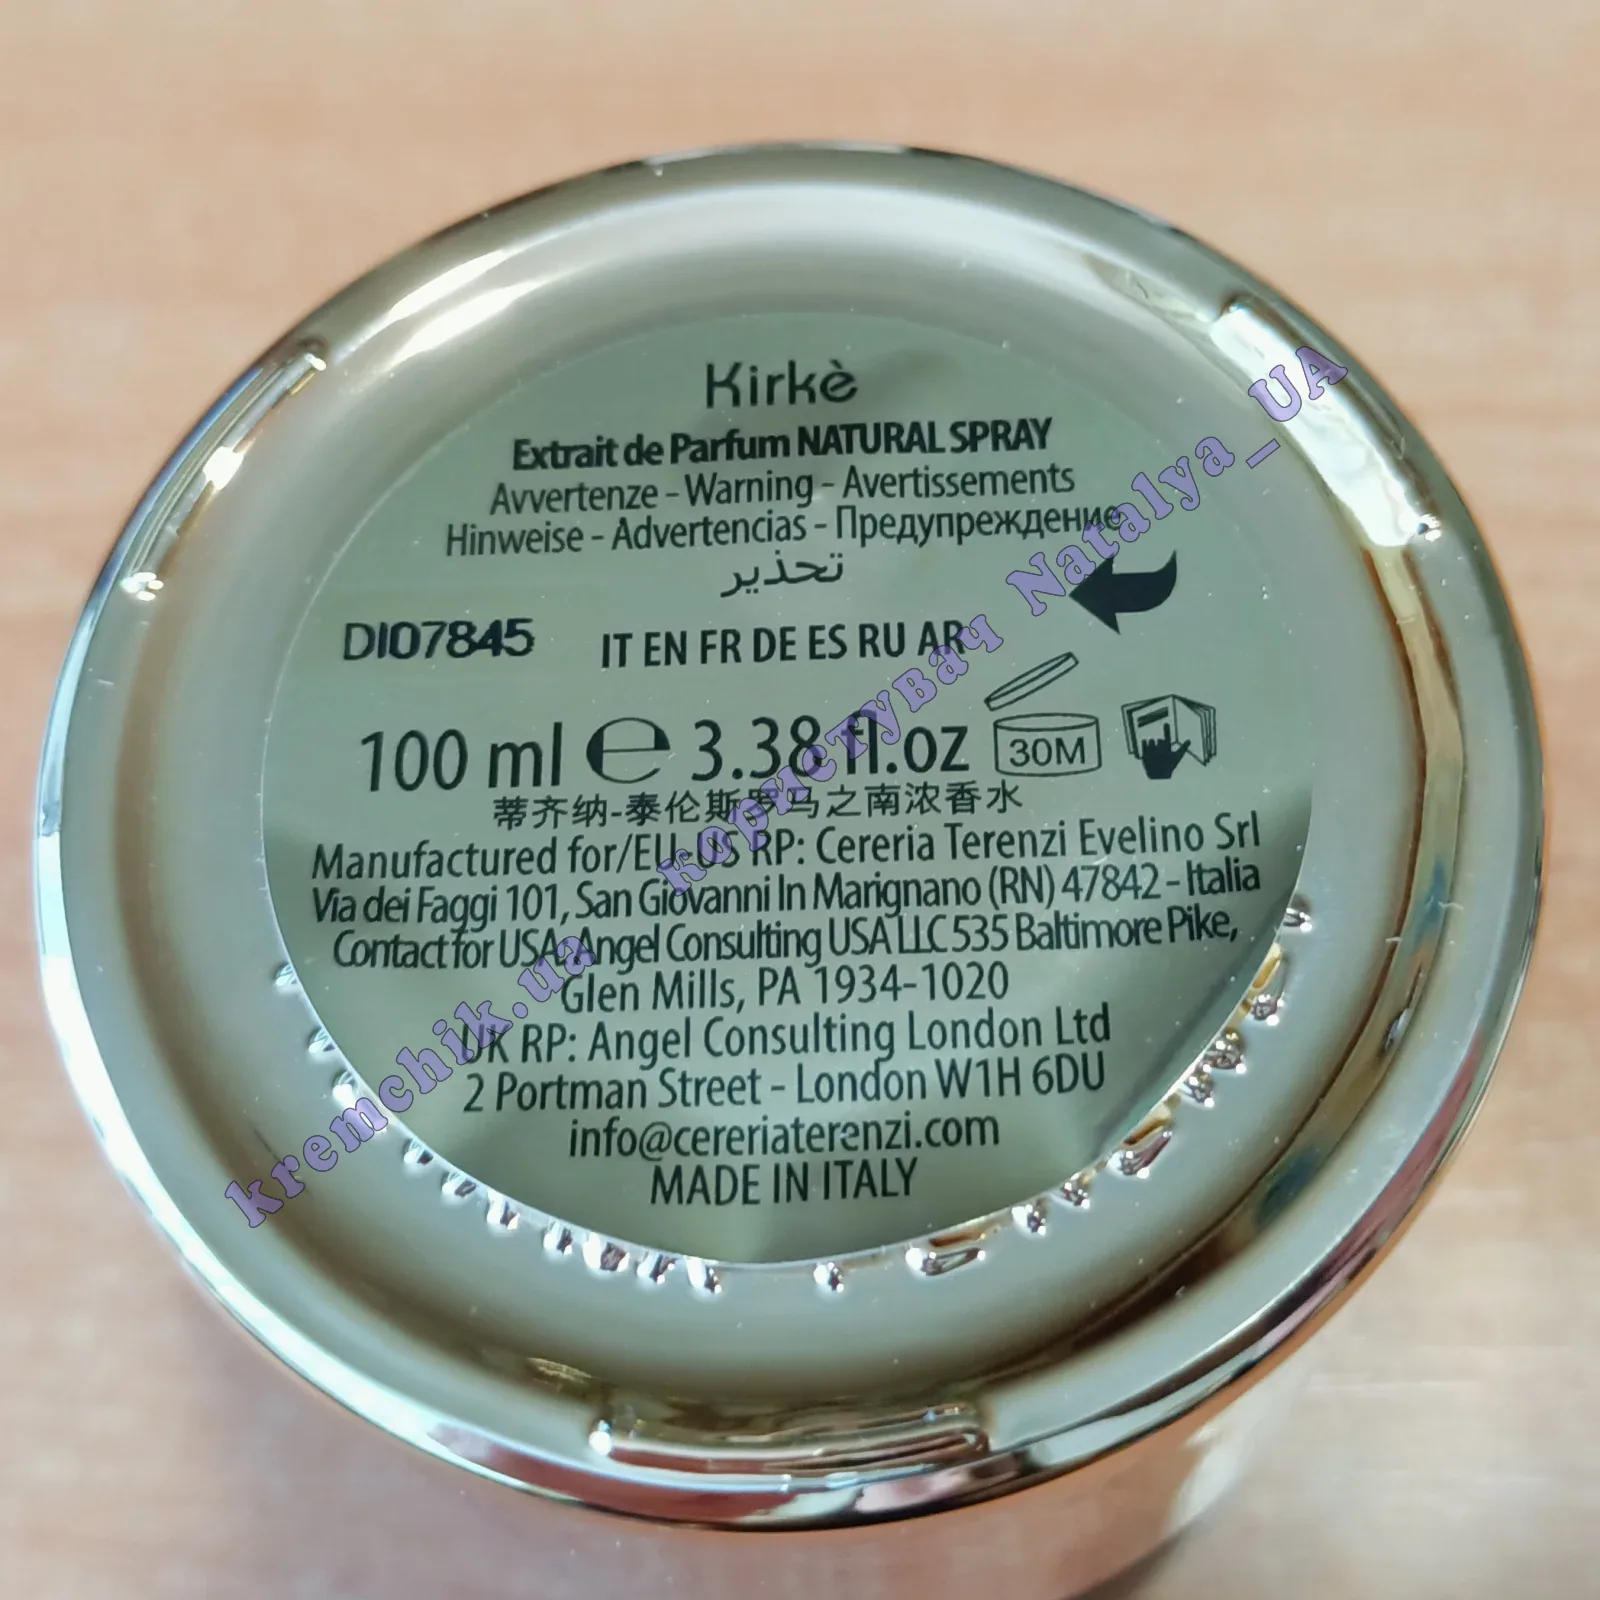 Kirkè
Extrait de Parfum NATURAL SPRAY
Avvertenze - Warning - Avertissements
Hinweise - Advertencias - Предупреждение
تحذير
DI07845
IT EN FR DE ES RU AR
100 ml ℮ 3.38 fl.oz
30M
蒂齐纳-泰伦斯罗马之南浓香水
Manufactured for/EU-US RP: Cereria Terenzi Evelino Srl
Via dei Faggi 101, San Giovanni In Marignano (RN) 47842 - Italia
Contact for USA: Angel Consulting USA LLC 535 Baltimore Pike,
Glen Mills, PA 1934-1020
UK RP: Angel Consulting London Ltd
2 Portman Street - London W1H 6DU
info@cereriaterenzi.com
MADE IN ITALY
kremchik.ua користувач Natalya_UA